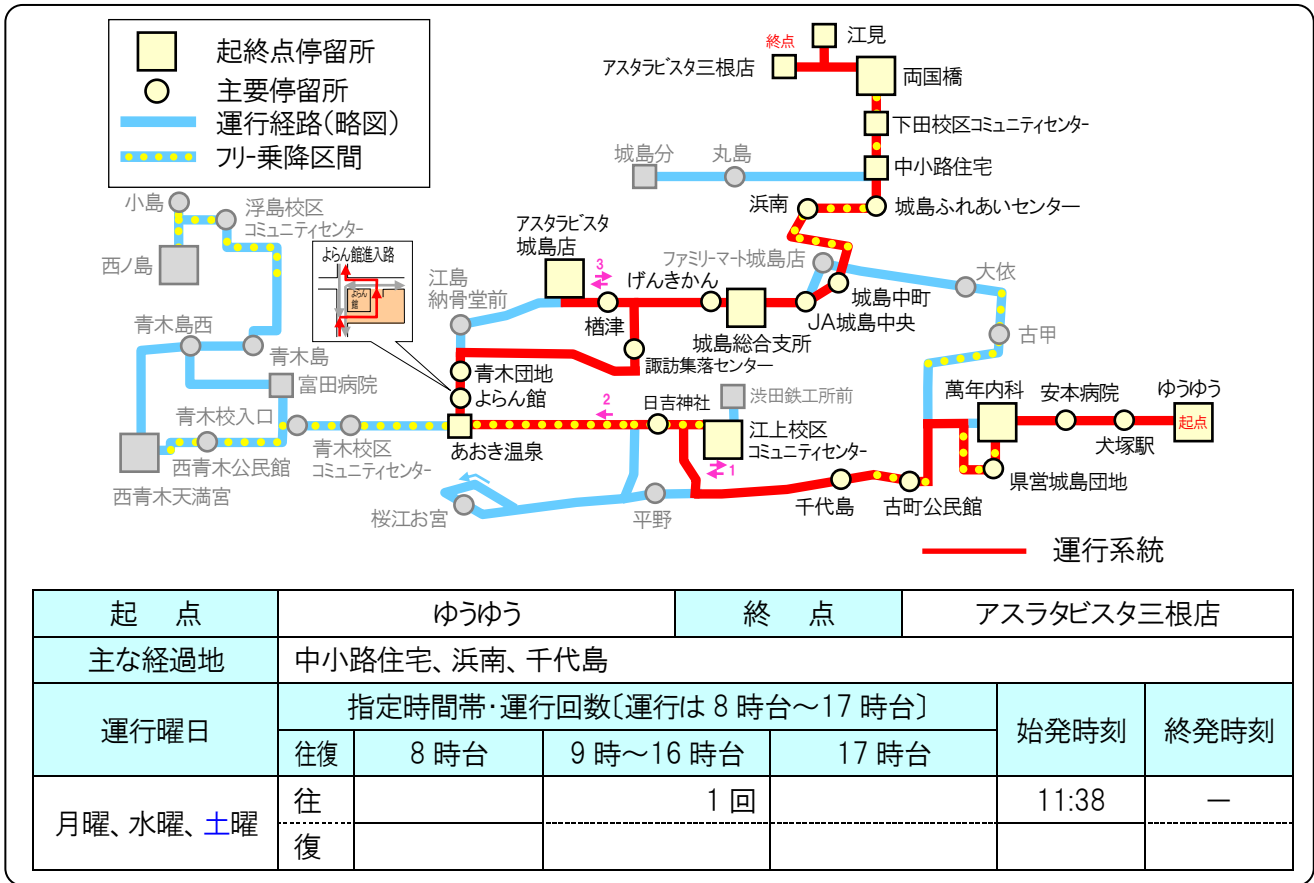 起終点停留所
主要停留所
運行経路(略図)
フリー乗降区間
終点
江見
アスタラビスタ三根店
両国橋
下田校区コミュニティセンター
城島分
丸島
中小路住宅
浜南
城島ふれあいセンター
小島
浮島校区
コミュニティセンター
西ノ島
よらん館進入路
よらん
館
アスタラビスタ
城島店
3
江島
納骨堂前
ファミリーマート城島店
げんきかん
大依
城島中町
JA城島中央
楢津
城島総合支所
古甲
青木島西
青木島
諏訪集落センター
富田病院
青木団地
よらん館
日吉神社
渋田鉄工所前
萬年内科
安本病院
ゆうゆう
起点
青木校入口
2
江上校区
コミュニティセンター
犬塚駅
あおき温泉
青木校区
コミュニティセンター
西青木公民館
1
県営城島団地
西青木天満宮
千代島
古町公民館
桜江お宮
平野
運行系統
起 点 ゆうゆう 終 点 アスラタビスタ三根店
主な経過地 中小路住宅、浜南、千代島
運行曜日 指定時間帯・運行回数〔運行は8時台~17時台〕 始発時刻 終発時刻
往復 8時台 9時~16時台 17時台
月曜、水曜、土曜 往 1回 11:38 ー
復